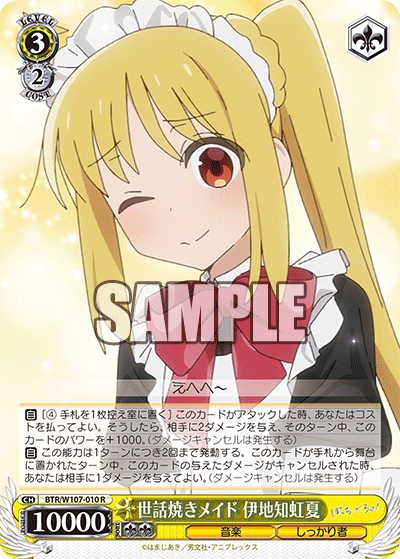 LEVEL
3
2
COST
SAMPLE
えへへ～
自 [④ 手札を1枚控え室に置く] このカードがアタックした時、あなたはコス
トを払ってよい。そうしたら、相手に2ダメージを与え、そのターン中、この
カードのパワーを+1000。(ダメージキャンセルは発生する)
自 この能力は1ターンにつき2回まで発動する。このカードが手札から舞台
に置かれたターン中、このカードの与えたダメージがキャンセルされた時、
あなたは相手に1ダメージを与えてよい。(ダメージキャンセルは発生する)
CH BTR/W107-010 R
世話焼きメイド 伊地知虹夏
ぼっち・ざ・ろっく!
POWER
10000
SOUL
音楽
しっかり者
©はまじあき／芳文社・アニプレックス